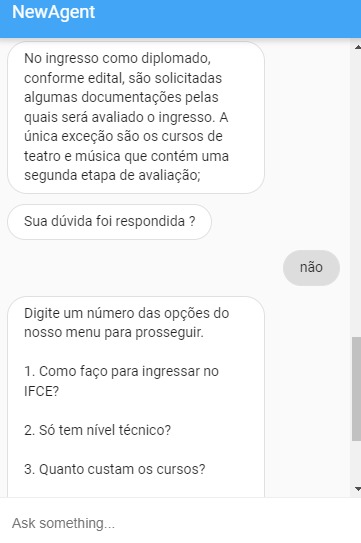 NewAgent
No ingresso como diplomado,
conforme edital, são solicitadas
algumas documentações pelas
quais será avaliado o ingresso. A
única exceção são os cursos de
teatro e música que contém uma
segunda etapa de avaliação;
Sua dúvida foi respondida ?
não
Digite um número das opções do
nosso menu para prosseguir.
1. Como faço para ingressar no
IFCE?
2. Só tem nível técnico?
3. Quanto custam os cursos?
Ask something...